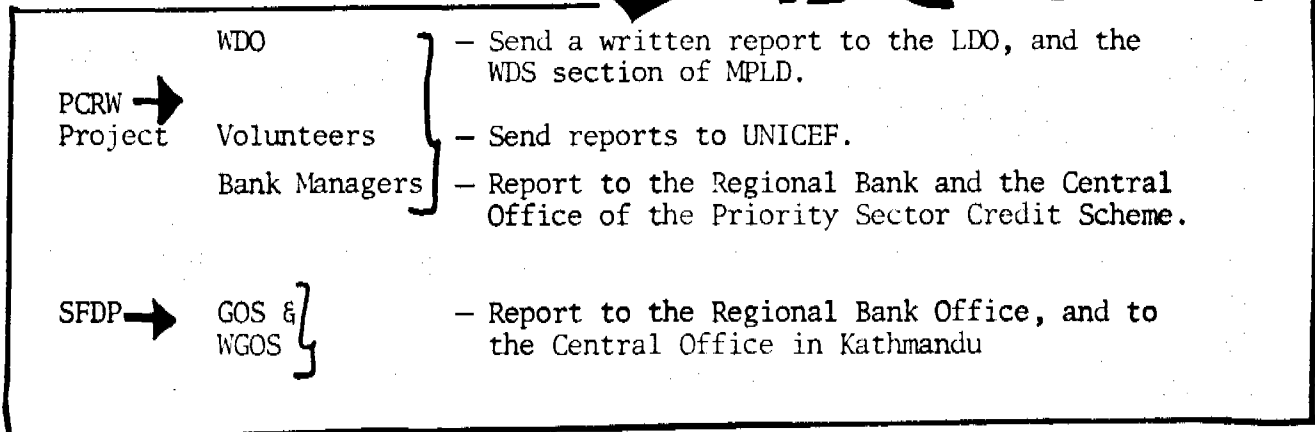 WDO – Send a written report to the LDO, and the
WDS section of MPLD.
PCRW
Project Volunteers – Send reports to UNICEF.
Bank Managers – Report to the Regional Bank and the Central
Office of the Priority Sector Credit Scheme.
SFDP GOS & – Report to the Regional Bank Office, and to
WGOS the Central Office in Kathmandu